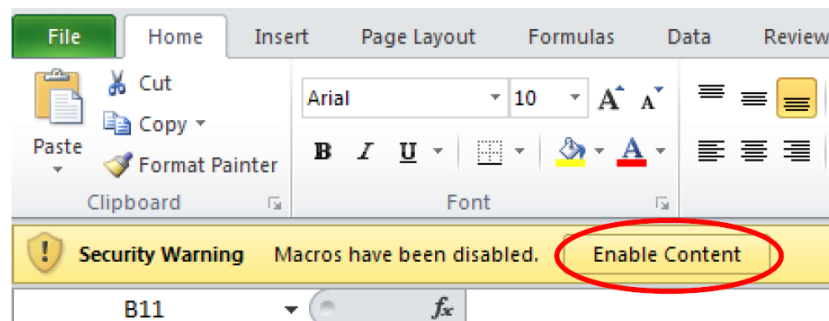 File Home Insert Page Layout Formulas Data Review
Cut
Arial 10 A A
Copy
Paste
B I U A
Format Painter
Clipboard Font
Security Warning Macros have been disabled. Enable Content
B11 fx